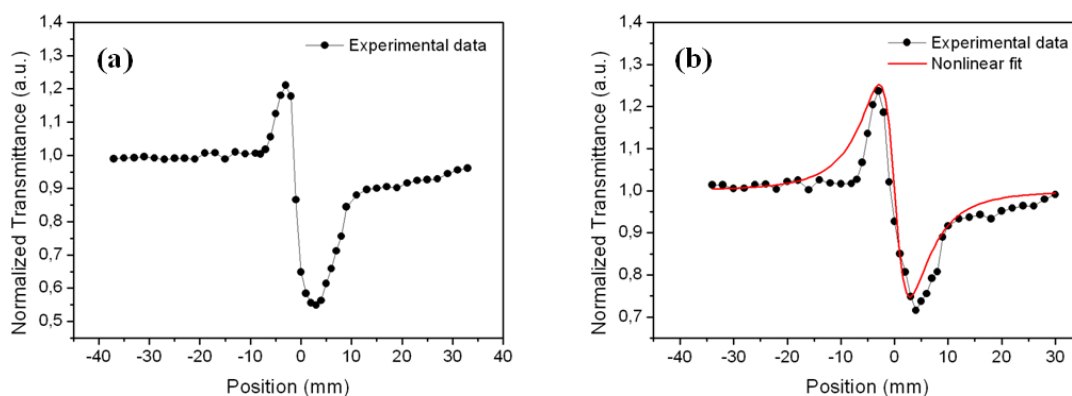 (a)
Experimental data
Normalized Transmittance (a.u.)
1,4
1,3
1,2
1,1
1,0
0,9
0,8
0,7
0,6
0,5
-40 -30 -20 -10 0 10 20 30 40
Position (mm)
(b)
Experimental data
Nonlinear fit
Normalized Transmittance (a.u.)
1,4
1,3
1,2
1,1
1,0
0,9
0,8
0,7
-40 -30 -20 -10 0 10 20 30
Position (mm)